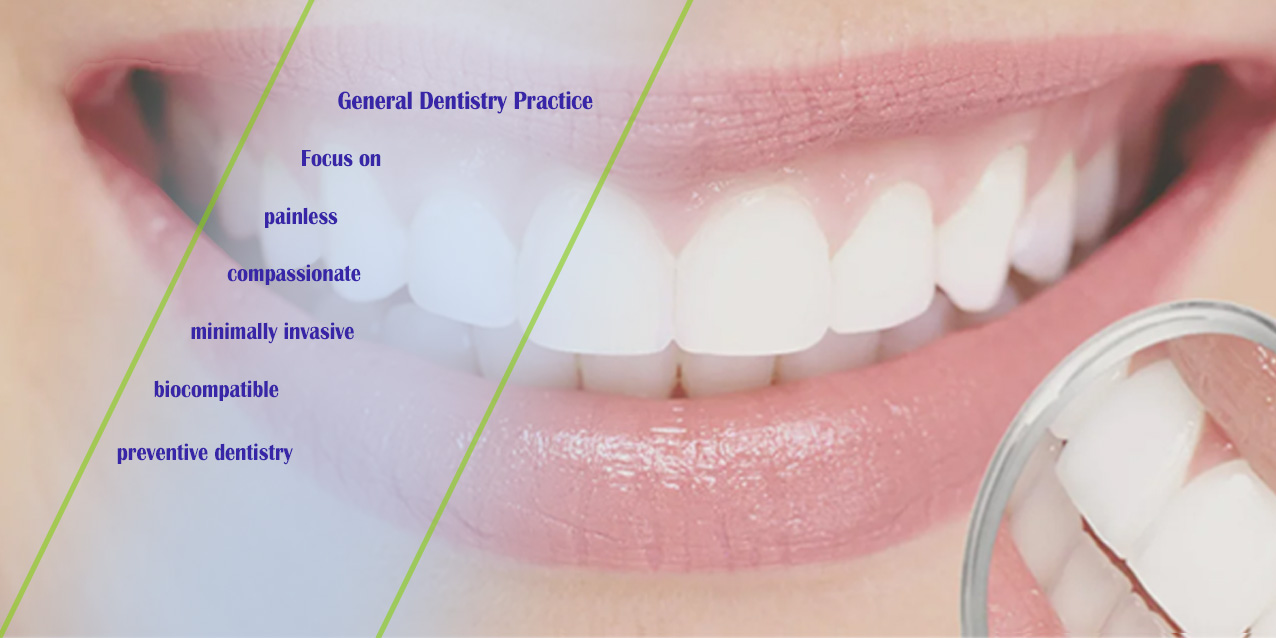 General Dentistry Practice
Focus on
painless
compassionate
minimally invasive
biocompatible
preventive dentistry